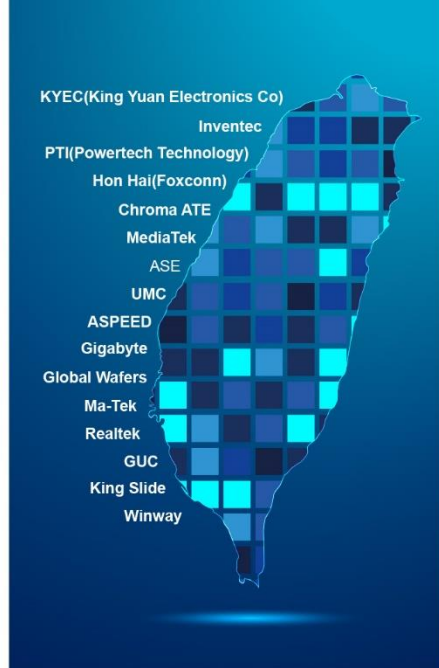 KYEC(King Yuan Electronics Co)
Inventec
PTI(Powertech Technology)
Hon Hai(Foxconn)
Chroma ATE
MediaTek
ASE
UMC
ASPEED
Gigabyte
Global Wafers
Ma-Tek
Realtek
GUC
King Slide
Winway